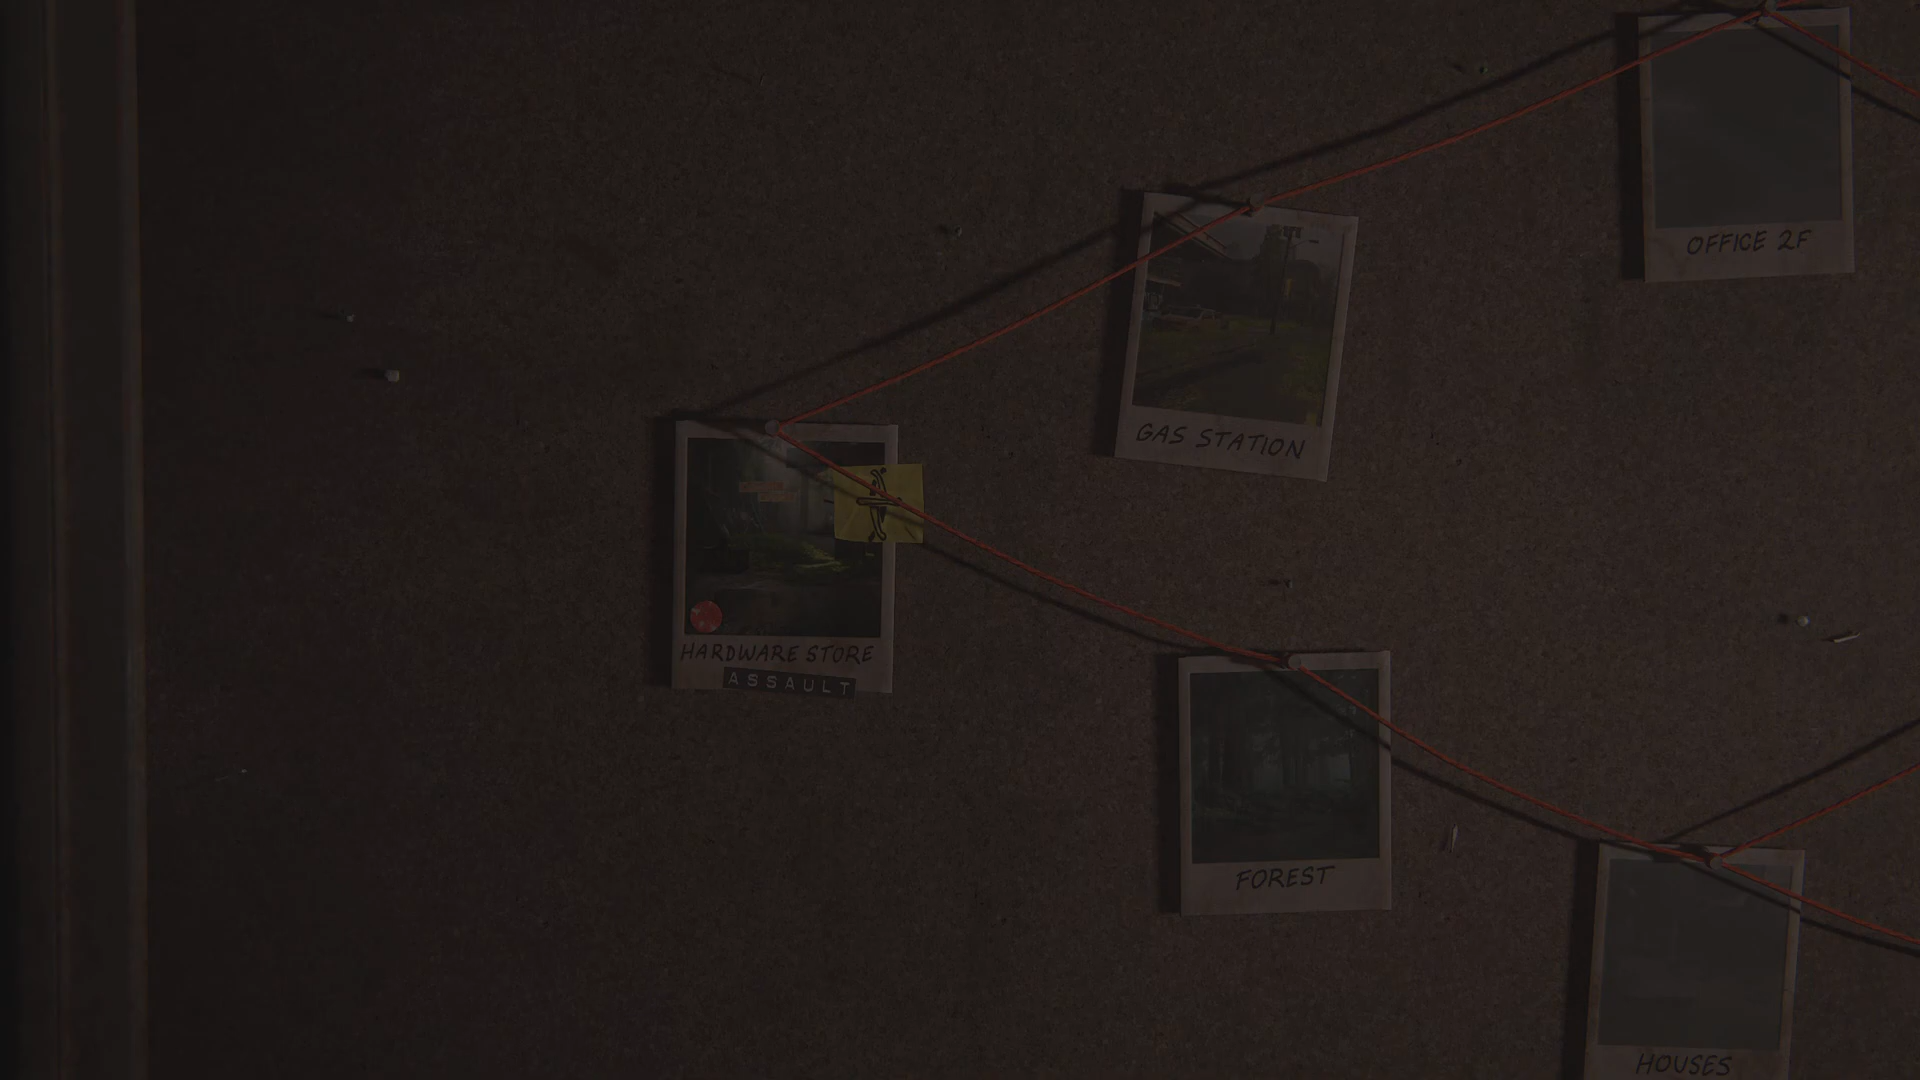 OFFICE 2F
GAS STATION
HARDWARE STORE
ASSAULT
FOREST
HOUSES